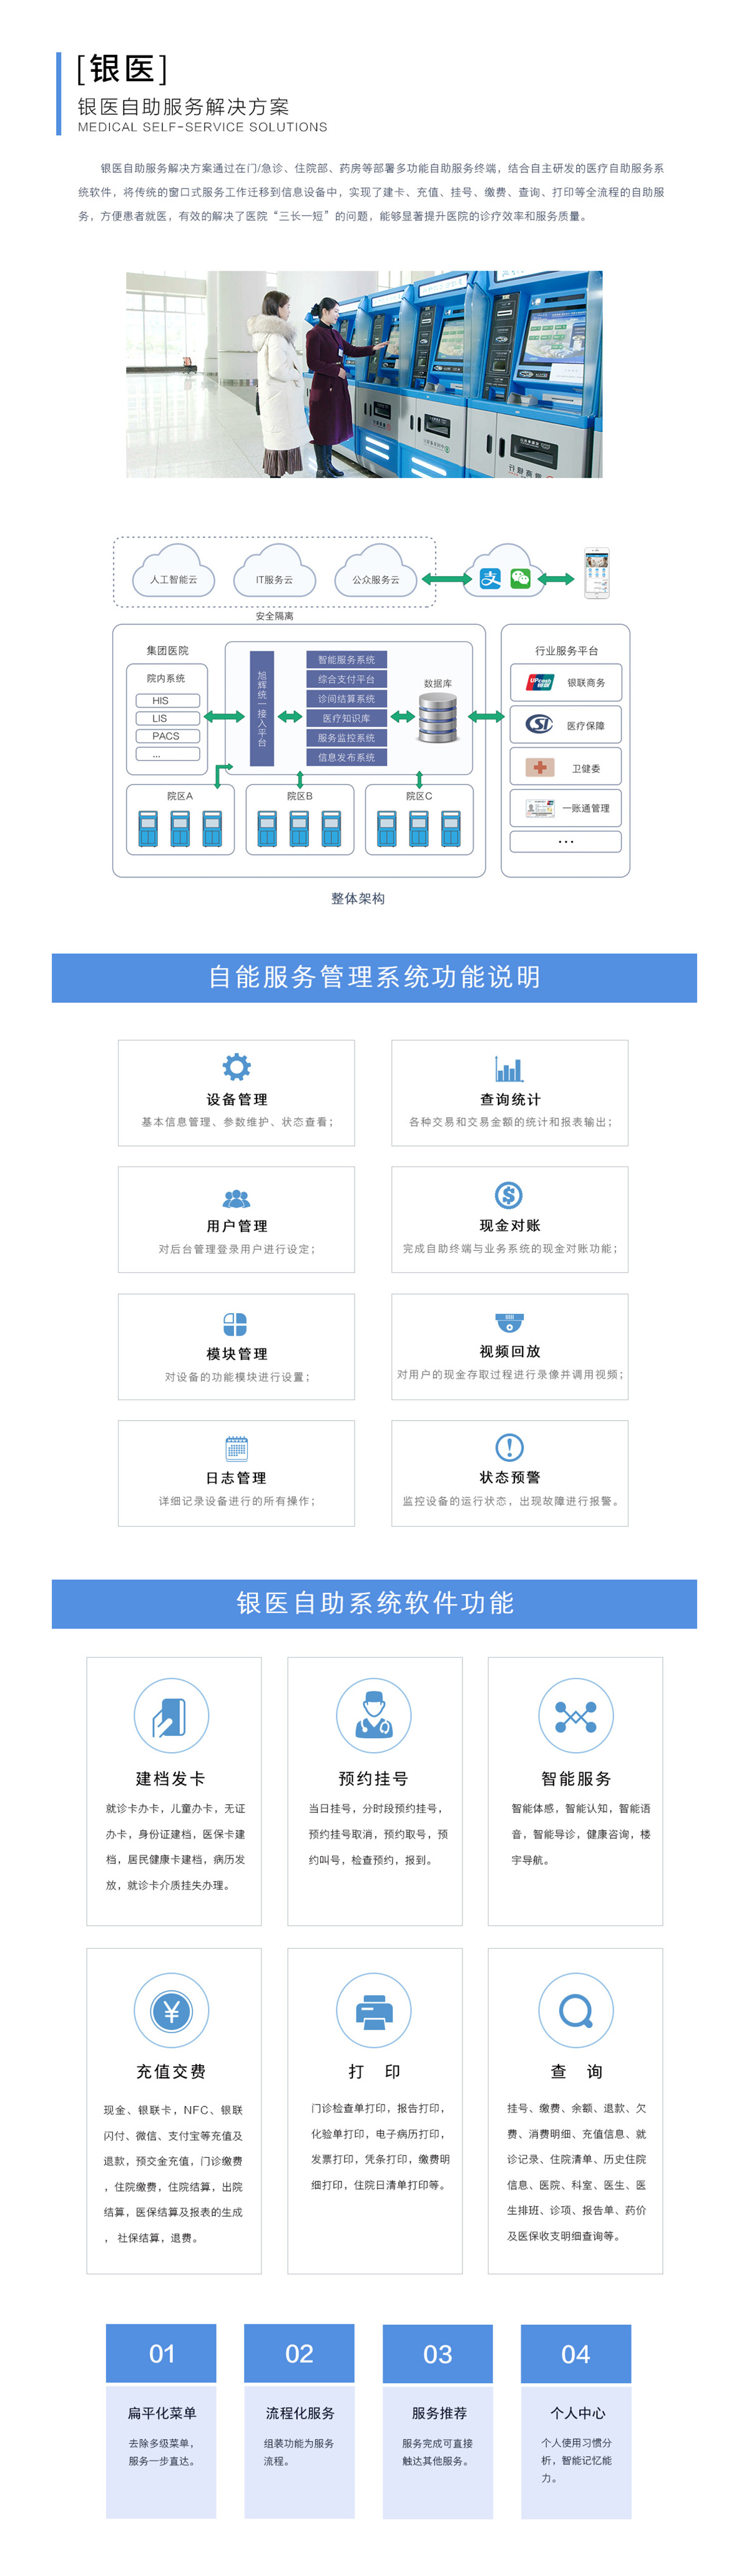 [银医]
银医自助服务解决方案
MEDICAL SELF-SERVICE SOLUTIONS
银医自助服务解决方案通过在门/急诊、住院部、药房等部署多功能自助服务终端，结合自主研发的医疗自助服务系
统软件，将传统的窗口式服务工作迁移到信息设备中，实现了建卡、充值、挂号、缴费、查询、打印等全流程的自助服
务，方便患者就医，有效的解决了医院“三长一短”的问题，能够显著提升医院的诊疗效率和服务质量。
人工智能云
IT服务云
公众服务云
支
安全隔离
集团医院
院内系统
HIS
LIS
PACS
...
旭辉统一接入平台
智能服务系统
综合支付平台
诊间结算系统
医疗知识库
服务监控系统
信息发布系统
数据库
院区A
院区B
院区C
行业服务平台
银联商务
医疗保障
卫健委
一账通管理
...
整体架构
自能服务管理系统功能说明
设备管理
基本信息管理、参数维护、状态查看；
查询统计
各种交易和交易金额的统计和报表输出；
用户管理
对后台管理登录用户进行设定；
现金对账
完成自助终端与业务系统的现金对账功能；
模块管理
对设备的功能模块进行设置；
视频回放
对用户的现金存取过程进行录像并调用视频；
日志管理
详细记录设备进行的所有操作；
状态预警
监控设备的运行状态，出现故障进行报警。
银医自助系统软件功能
建档发卡
就诊卡办卡，儿童办卡，无证
办卡，身份证建档，医保卡建
档，居民健康卡建档，病历发
放，就诊卡介质挂失办理。
预约挂号
当日挂号，分时段预约挂号，
预约挂号取消，预约取号，预
约叫号，检查预约，报到。
智能服务
智能体感，智能认知，智能语
音，智能导诊，健康咨询，楼
宇导航。
充值交费
现金、银联卡，NFC、银联
闪付、微信、支付宝等充值及
退款，预交金充值，门诊缴费
，住院缴费，住院结算，出院
结算，医保结算及报表的生成
，社保结算，退费。
打 印
门诊检查单打印，报告打印，
化验单打印，电子病历打印，
发票打印，凭条打印，缴费明
细打印，住院日清单打印等。
查 询
挂号、缴费、余额、退款、欠
费、消费明细、充值信息、就
诊记录、住院清单、历史住院
信息、医院、科室、医生、医
生排班、诊项、报告单、药价
及医保收支明细查询等。
01
扁平化菜单
去除多级菜单，
服务一步直达。
02
流程化服务
组装功能为服务
流程。
03
服务推荐
服务完成可直接
触达其他服务。
04
个人中心
个人使用习惯分
析，智能记忆能
力。